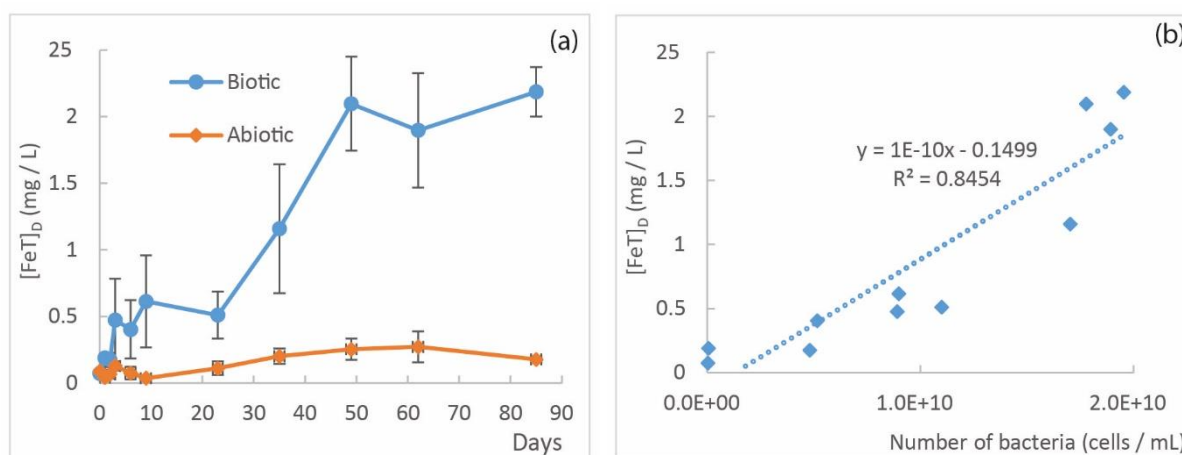 (a)
[FeT]D (mg / L)
25
2
1.5
1
0.5
0
Biotic
Abiotic
0 10 20 30 40 50 60 70 80 90
Days
(b)
[FeT]D (mg / L)
25
2
1.5
1
0.5
0
y = 1E-10x - 0.1499
R² = 0.8454
0.0E+00 1.0E+10 2.0E+10
Number of bacteria (cells / mL)